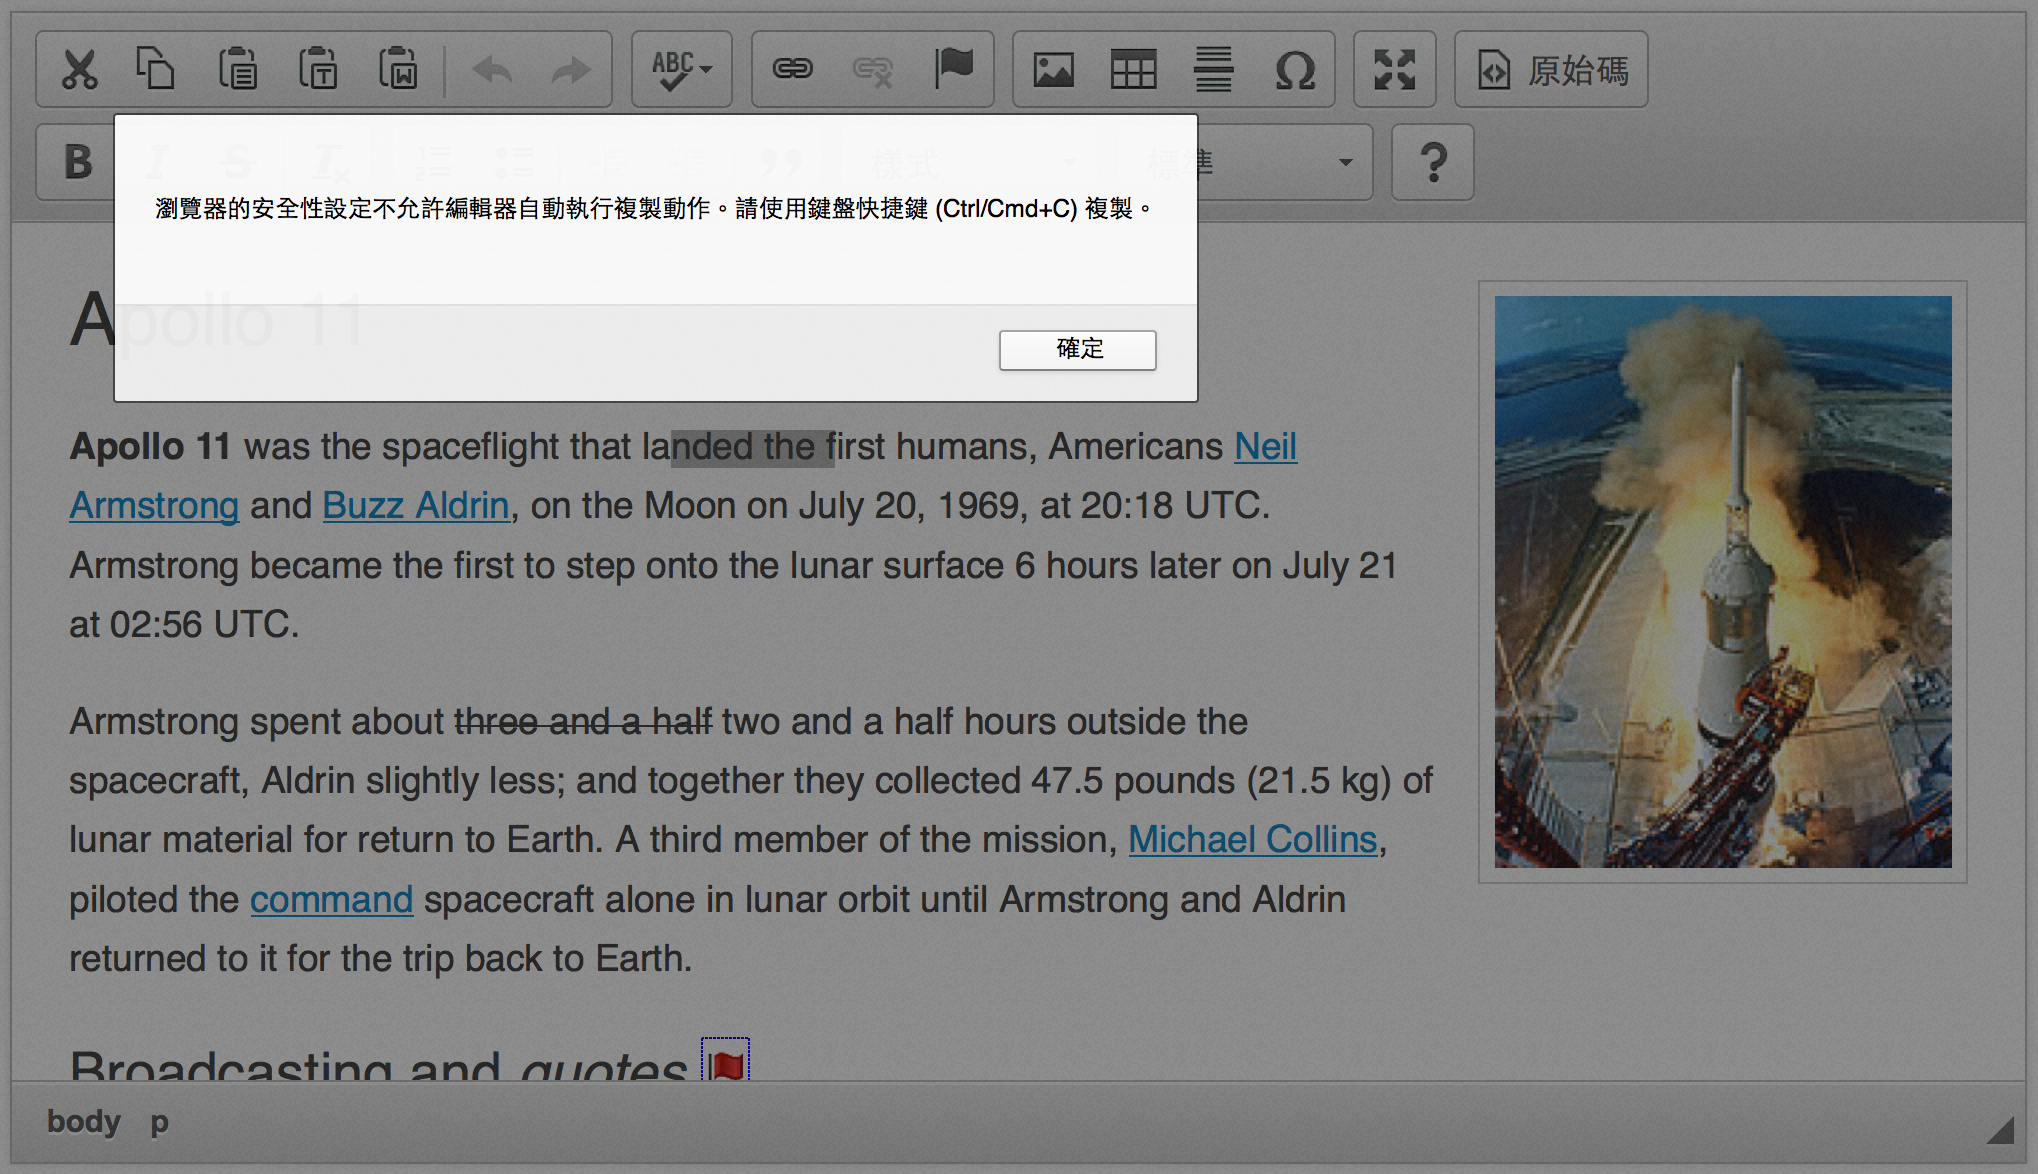 ABC
原始碼
B
I
S
樣式
標準
?
瀏覽器的安全性設定不允許編輯器自動執行複製動作。請使用鍵盤快捷鍵 (Ctrl/Cmd+C) 複製。
確定
Apollo 11
Apollo 11 was the spaceflight that landed the first humans, Americans Neil
Armstrong and Buzz Aldrin, on the Moon on July 20, 1969, at 20:18 UTC.
Armstrong became the first to step onto the lunar surface 6 hours later on July 21
at 02:56 UTC.
Armstrong spent about three and a half two and a half hours outside the
spacecraft, Aldrin slightly less; and together they collected 47.5 pounds (21.5 kg) of
lunar material for return to Earth. A third member of the mission, Michael Collins,
piloted the command spacecraft alone in lunar orbit until Armstrong and Aldrin
returned to it for the trip back to Earth.
Broadcasting and quotes
body p